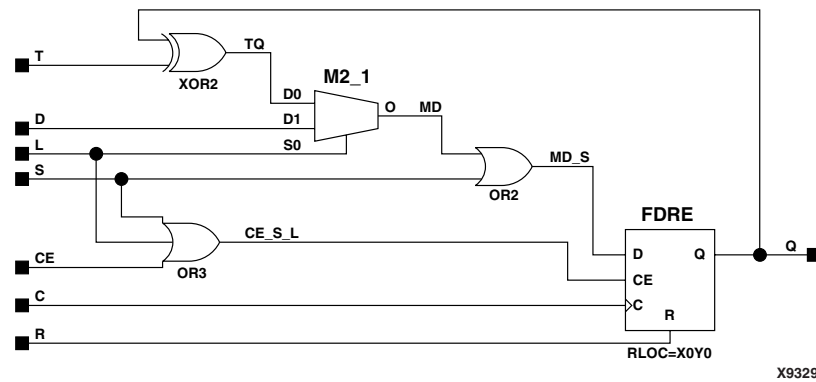 T
TQ
XOR2
M2_1
D0
O
MD
D
D1
L
S0
S
MD_S
OR2
FDRE
CE_S_L
D
Q
Q
CE
OR3
CE
C
C
R
R
RLOC=X0Y0
X9329